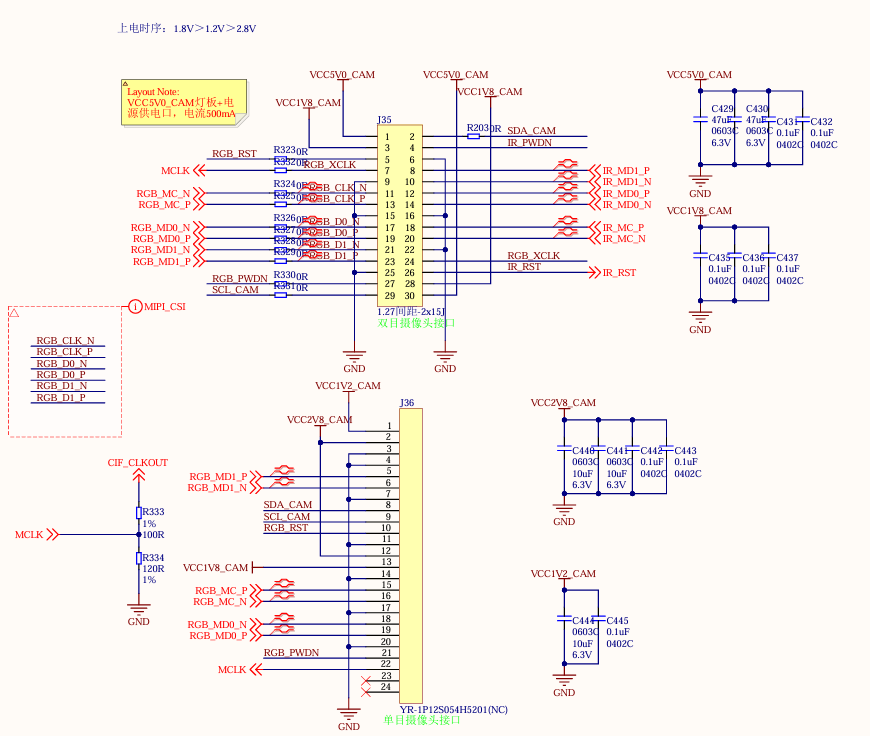 上电时序：1.8V＞1.2V＞2.8V
Layout Note:
VCC5V0_CAM灯板+电
源供电口，电流500mA
VCC5V0_CAM
VCC5V0_CAM
VCC1V8_CAM
VCC1V8_CAM
J35
1 2
3 4
5 6
7 8
9 10
11 12
13 14
15 16
17 18
19 20
21 22
23 24
25 26
27 28
29 30
RGB_RST
R323 0R
RGB_XCLK
MCLK
R324
RGB_CLK_N
RGB_MC_N
R325
RGB_CLK_P
RGB_MC_P
R326
RGB_D0_N
RGB_MD0_N
R327
RGB_D0_P
RGB_MD0_P
R328
RGB_D1_N
RGB_MD1_N
R329
RGB_D1_P
RGB_MD1_P
RGB_PWDN
R330 0R
SCL_CAM
0R
R203 0R
SDA_CAM
IR_PWDN
IR_MD1_P
IR_MD1_N
IR_MD0_P
IR_MD0_N
IR_MC_P
IR_MC_N
RGB_XCLK
IR_RST
IR_RST
1.27间距-2x15J
双目摄像头接口
GND
GND
VCC5V0_CAM
C429
47uF
0603C
6.3V
C430
47uF
0603C
6.3V
C431
0.1uF
0402C
C432
0.1uF
0402C
GND
VCC1V8_CAM
C435
0.1uF
0402C
C436
0.1uF
0402C
C437
0.1uF
0402C
GND
MIPI_CSI
RGB_CLK_N
RGB_CLK_P
RGB_D0_N
RGB_D0_P
RGB_D1_N
RGB_D1_P
CIF_CLKOUT
R333
1%
100R
MCLK
R334
120R
1%
GND
VCC1V2_CAM
VCC2V8_CAM
J36
1
2
3
4
5
6
7
8
9
10
11
12
13
14
15
16
17
18
19
20
21
22
23
24
RGB_MD1_P
RGB_MD1_N
SDA_CAM
SCL_CAM
RGB_RST
VCC1V8_CAM
RGB_MC_P
RGB_MC_N
RGB_MD0_N
RGB_MD0_P
RGB_PWDN
MCLK
GND
YR-1P12S054H5201(NC)
单目摄像头接口
VCC2V8_CAM
C440
0603C
10uF
6.3V
C441
0603C
10uF
6.3V
C442
0.1uF
0402C
C443
0.1uF
0402C
GND
VCC1V2_CAM
C444
0603C
10uF
6.3V
C445
0.1uF
0402C
GND